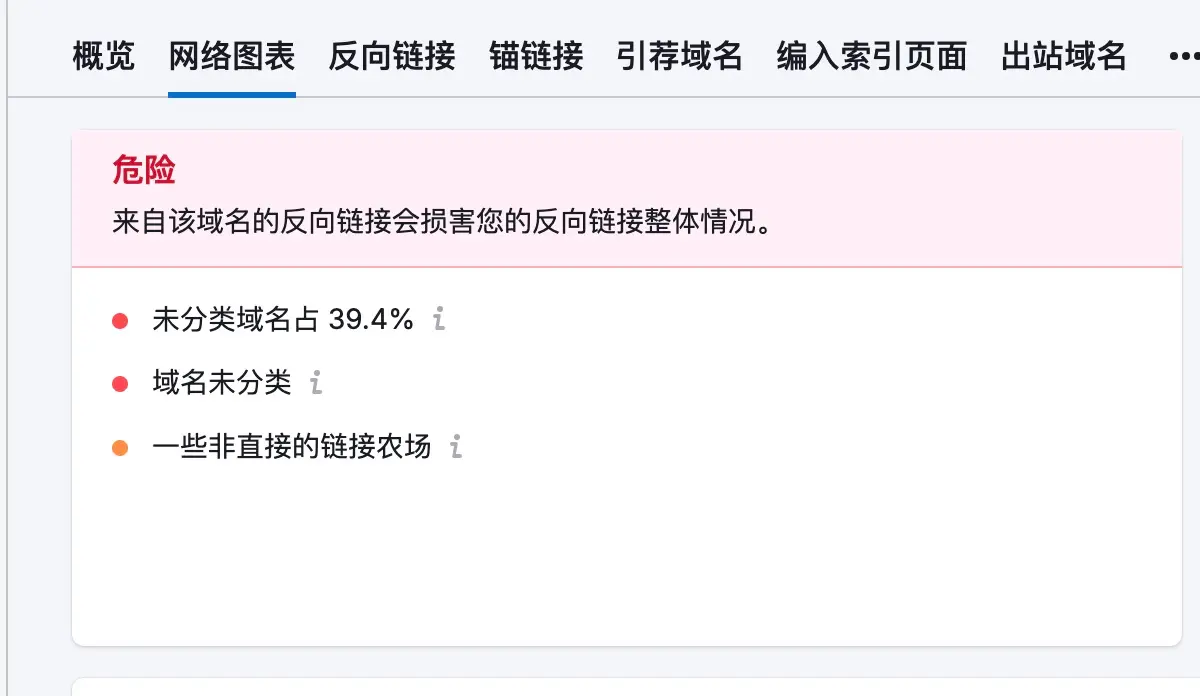 概览 网络图表 反向链接 锚链接 引荐域名 编入索引页面 出站域名 •••
危险
来自该域名的反向链接会损害您的反向链接整体情况。
未分类域名占 39.4% i
域名未分类 i
一些非直接的链接农场 i